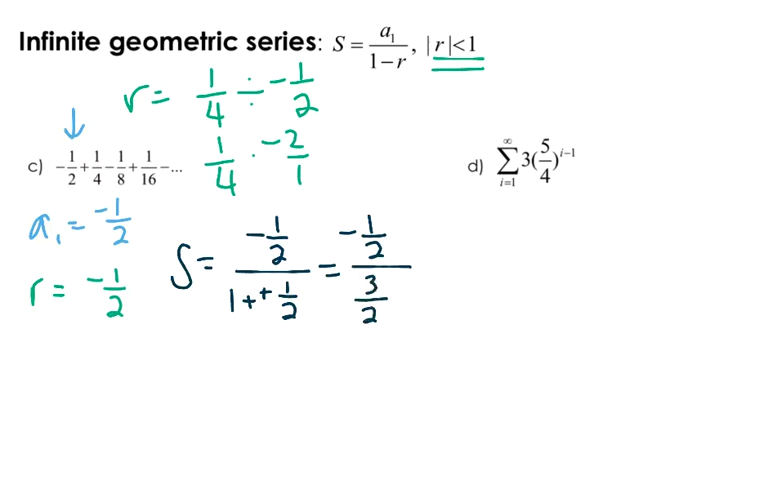 Infinite geometric series: S = a₁/(1−r), |r|<1
r = 1/4 ÷ -1/2
1/4 · -2/1
c) -1/2 + 1/4 - 1/8 + 1/16 - ...
d) ∑_{i=1}^{∞} 3(5/4)^{i−1}
a₁ = -1/2
r = -1/2
S = (-1/2)/(1 + + 1/2) = (-1/2)/(3/2)